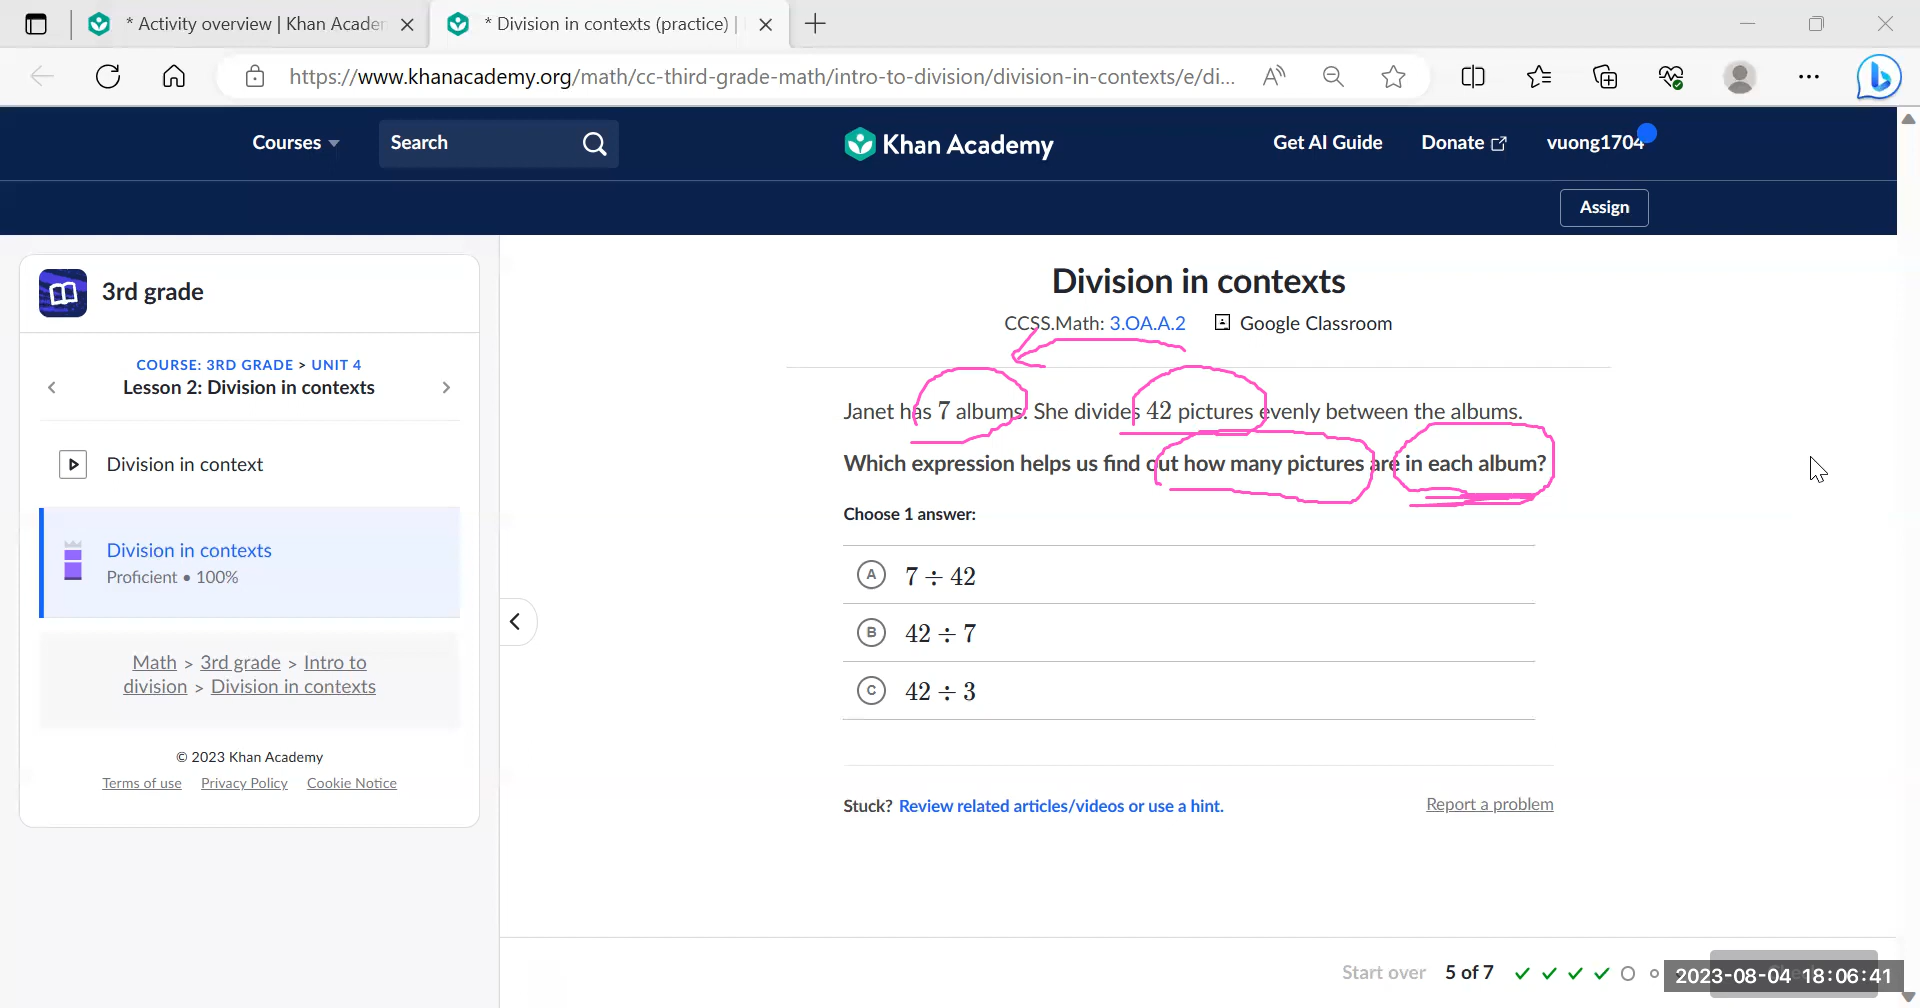 * Activity overview | Khan Acader
* Division in contexts (practice) |
https://www.khanacademy.org/math/cc-third-grade-math/intro-to-division/division-in-contexts/e/di...
Courses
Search
Khan Academy
Get AI Guide
Donate
vuong1704
Assign
3rd grade
COURSE: 3RD GRADE > UNIT 4
Lesson 2: Division in contexts
Division in context
Division in contexts
Proficient • 100%
Math > 3rd grade > Intro to
division > Division in contexts
© 2023 Khan Academy
Terms of use Privacy Policy Cookie Notice
Division in contexts
CCSS.Math: 3.OA.A.2 Google Classroom
Janet has 7 albums. She divides 42 pictures evenly between the albums.
Which expression helps us find out how many pictures are in each album?
Choose 1 answer:
A 7 ÷ 42
B 42 ÷ 7
C 42 ÷ 3
Stuck? Review related articles/videos or use a hint.
Report a problem
Start over 5 of 7
2023-08-04 18:06:41